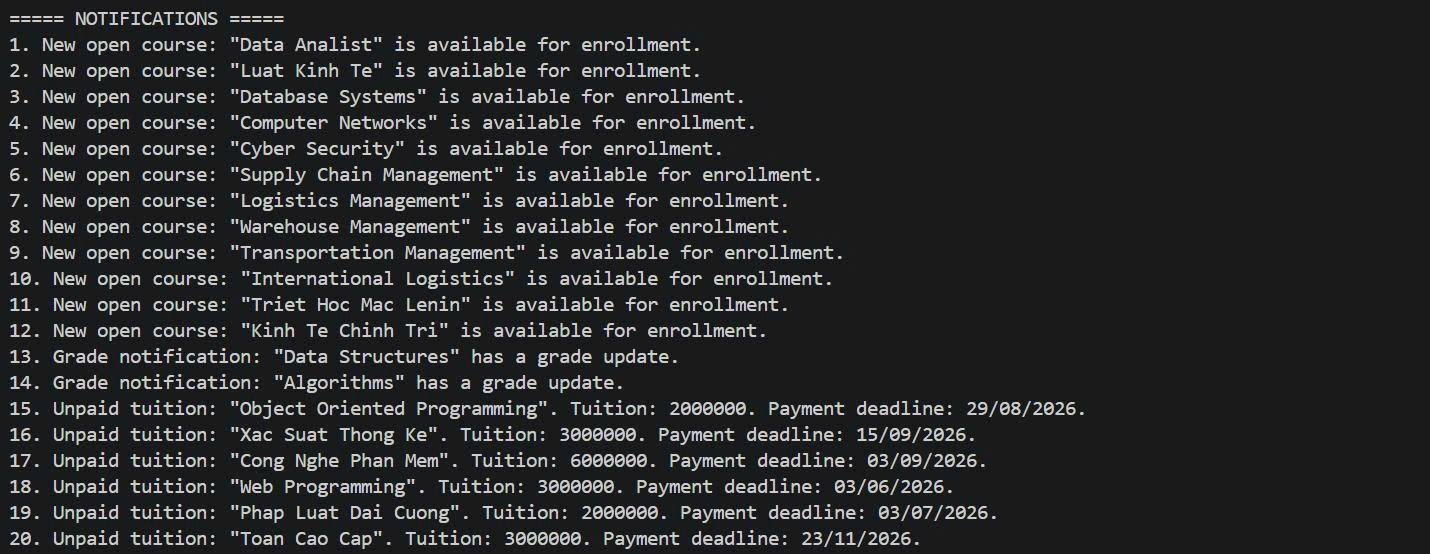 ===== NOTIFICATIONS =====
1. New open course: "Data Analist" is available for enrollment.
2. New open course: "Luat Kinh Te" is available for enrollment.
3. New open course: "Database Systems" is available for enrollment.
4. New open course: "Computer Networks" is available for enrollment.
5. New open course: "Cyber Security" is available for enrollment.
6. New open course: "Supply Chain Management" is available for enrollment.
7. New open course: "Logistics Management" is available for enrollment.
8. New open course: "Warehouse Management" is available for enrollment.
9. New open course: "Transportation Management" is available for enrollment.
10. New open course: "International Logistics" is available for enrollment.
11. New open course: "Triet Hoc Mac Lenin" is available for enrollment.
12. New open course: "Kinh Te Chinh Tri" is available for enrollment.
13. Grade notification: "Data Structures" has a grade update.
14. Grade notification: "Algorithms" has a grade update.
15. Unpaid tuition: "Object Oriented Programming". Tuition: 2000000. Payment deadline: 29/08/2026.
16. Unpaid tuition: "Xac Suat Thong Ke". Tuition: 3000000. Payment deadline: 15/09/2026.
17. Unpaid tuition: "Cong Nghe Phan Mem". Tuition: 6000000. Payment deadline: 03/09/2026.
18. Unpaid tuition: "Web Programming". Tuition: 3000000. Payment deadline: 03/06/2026.
19. Unpaid tuition: "Phap Luat Dai Cuong". Tuition: 2000000. Payment deadline: 03/07/2026.
20. Unpaid tuition: "Toan Cao Cap". Tuition: 3000000. Payment deadline: 23/11/2026.